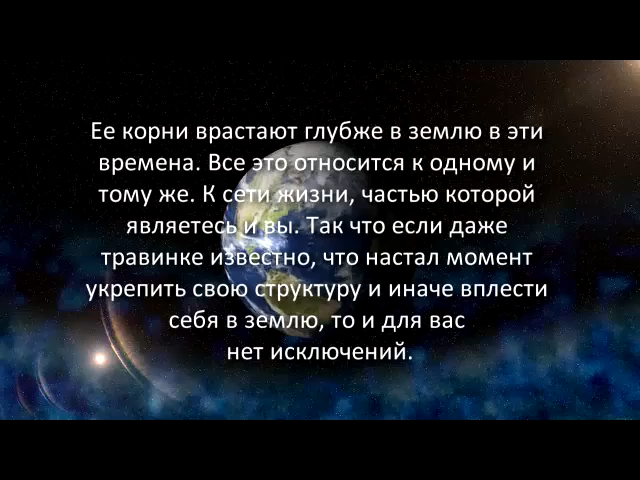 Ее корни врастают глубже в землю в эти
времена. Все это относится к одному и
тому же. К сети жизни, частью которой
являетесь и вы. Так что если даже
травинке известно, что настал момент
укрепить свою структуру и иначе вплести
себя в землю, то и для вас
нет исключений.